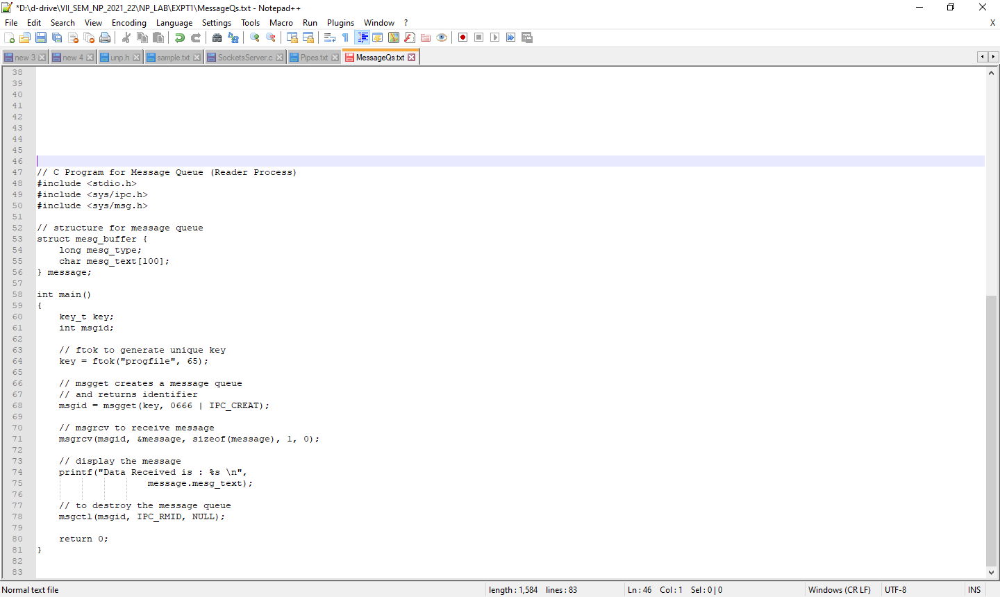 *D:\d-drive\VII_SEM_NP_2021_22\NP_LAB\EXPT1\MessageQs.txt - Notepad++
File Edit Search View Encoding Language Settings Tools Macro Run Plugins Window ? X
new 3 new 4 unp.h sample.txt SocketsServer.c Pipes.txt MessageQs.txt
38
39
40
41
42
43
44
45
46
47 // C Program for Message Queue (Reader Process)
48 #include <stdio.h>
49 #include <sys/ipc.h>
50 #include <sys/msg.h>
51
52 // structure for message queue
53 struct mesg_buffer {
54     long mesg_type;
55     char mesg_text[100];
56 } message;
57
58 int main()
59 {
60     key_t key;
61     int msgid;
62
63     // ftok to generate unique key
64     key = ftok("progfile", 65);
65
66     // msgget creates a message queue
67     // and returns identifier
68     msgid = msgget(key, 0666 | IPC_CREAT);
69
70     // msgrcv to receive message
71     msgrcv(msgid, &message, sizeof(message), 1, 0);
72
73     // display the message
74     printf("Data Received is : %s \n",
75                     message.mesg_text);
76
77     // to destroy the message queue
78     msgctl(msgid, IPC_RMID, NULL);
79
80     return 0;
81 }
82
83
Normal text file length : 1,584 lines : 83 Ln : 46 Col : 1 Sel : 0 | 0 Windows (CR LF) UTF-8 INS